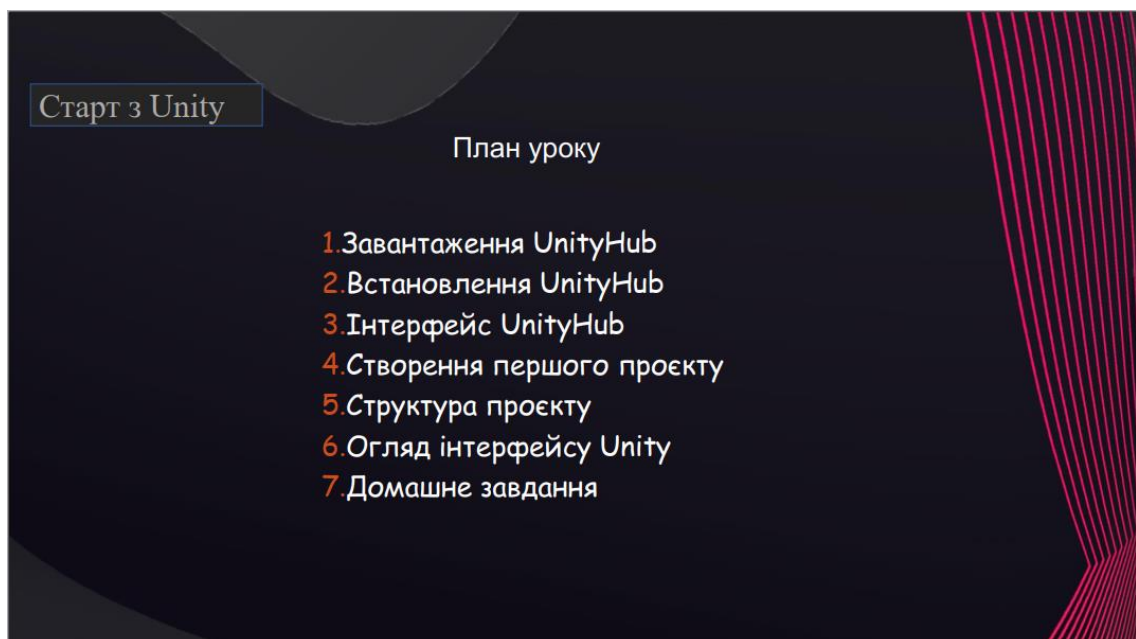 Старт з Unity
План уроку
1.Завантаження UnityHub
2.Встановлення UnityHub
3.Інтерфейс UnityHub
4.Створення першого проєкту
5.Структура проєкту
6.Огляд інтерфейсу Unity
7.Домашне завдання